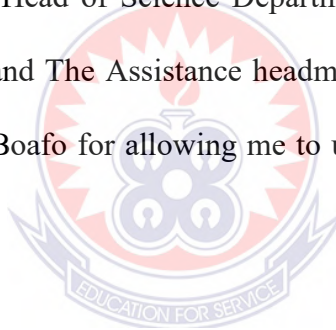 Head of Science Departm
and The Assistance headm
Boafo for allowing me to u
EDUCATION FOR SERVICE